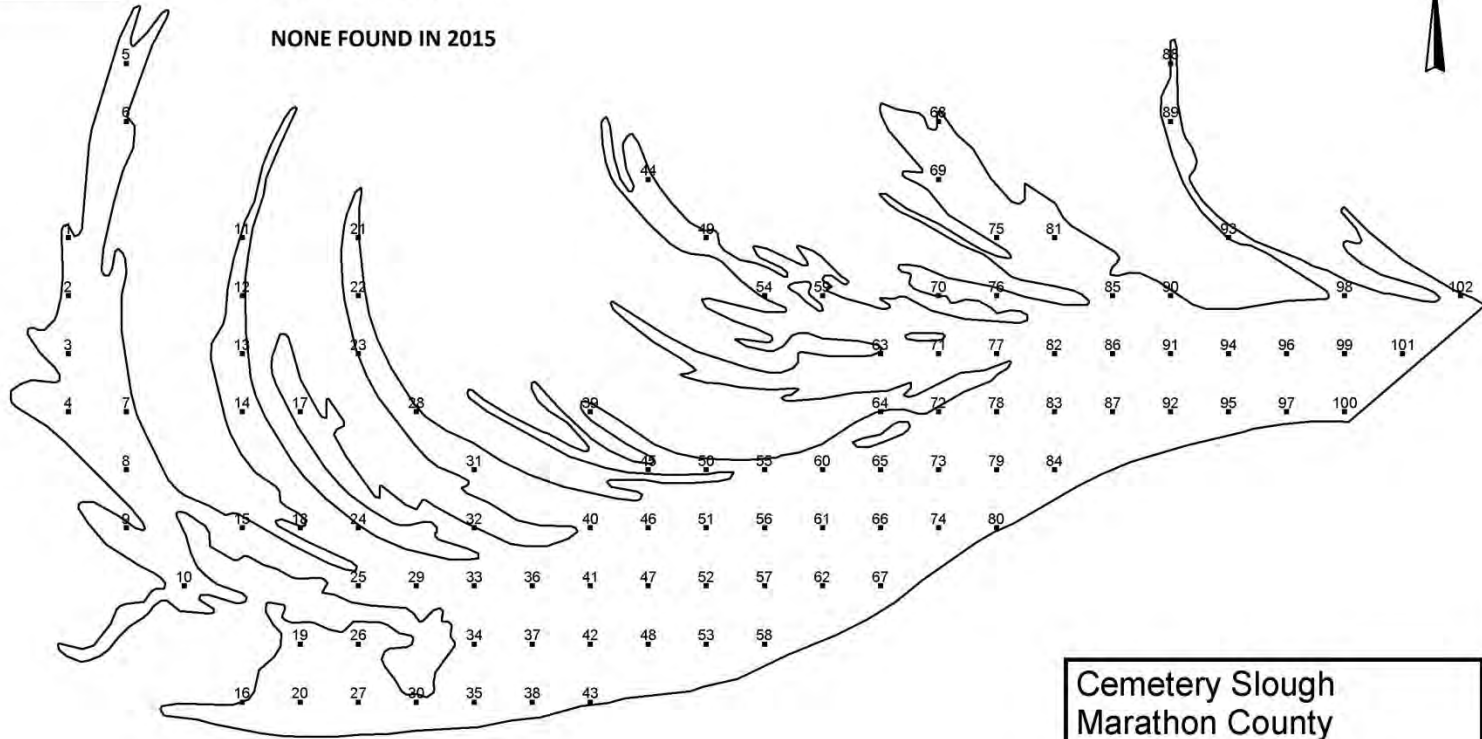 NONE FOUND IN 2015
5 88
6 68 89
44 69
1 11 21 49 75 81 93
2 12 22 54 59 70 76 85 90 98 102
3 13 23 63 71 77 82 86 91 94 96 99 101
4 7 14 17 28 39 64 72 78 83 87 92 95 97 100
8 31 45 50 55 60 65 73 79 84
9 15 18 24 32 40 46 51 56 61 66 74 80
10 25 29 33 36 41 47 52 57 62 67
19 26 34 37 42 48 53 58
16 20 27 30 35 38 43
Cemetery Slough
Marathon County